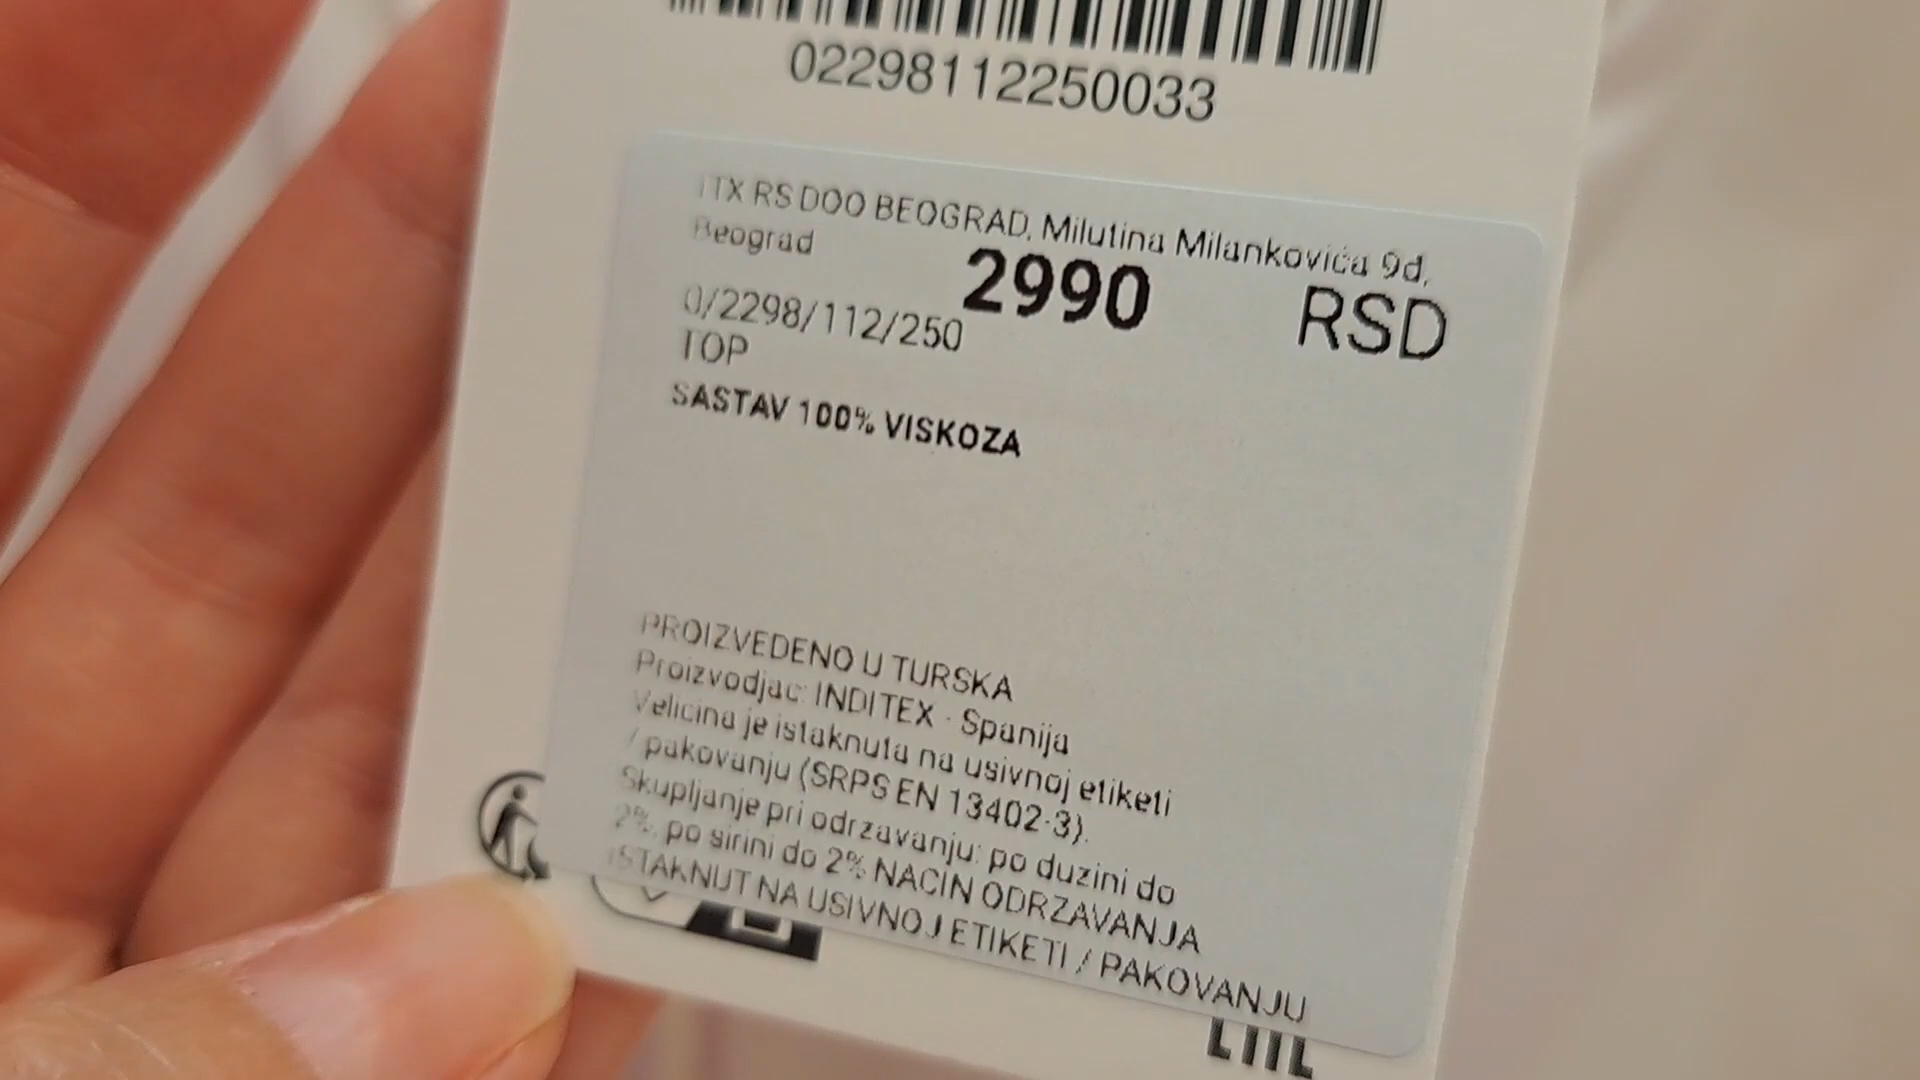 02298112250033
ITX RS DOO BEOGRAD, Milutina Milankovića 9d,
Beograd
2990 RSD
0/2298/112/250
TOP
SASTAV 100% VISKOZA
PROIZVEDENO U TURSKA
Proizvodjac: INDITEX - Spanija
Velicina je istaknuta na usivnoj etiketi
/ pakovanju (SRPS EN 13402-3).
Skupljanje pri odrzavanju: po duzini do
2%, po sirini do 2% NACIN ODRZAVANJA
ISTAKNUT NA USIVNOJ ETIKETI / PAKOVANJU